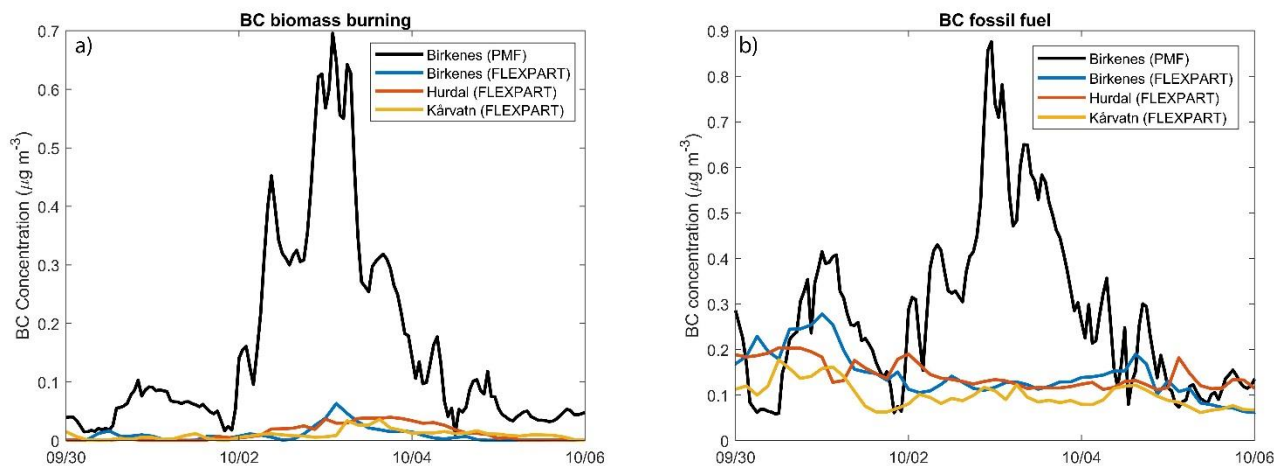 BC biomass burning
a)
Birkenes (PMF)
Birkenes (FLEXPART)
Hurdal (FLEXPART)
Kårvatn (FLEXPART)
BC Concentration (μg m⁻³)
0.7
0.6
0.5
0.4
0.3
0.2
0.1
0
09/30 10/02 10/04 10/06
BC fossil fuel
b)
Birkenes (PMF)
Birkenes (FLEXPART)
Hurdal (FLEXPART)
Kårvatn (FLEXPART)
BC concentration (μg m⁻³)
0.9
0.8
0.7
0.6
0.5
0.4
0.3
0.2
0.1
0
09/30 10/02 10/04 10/06